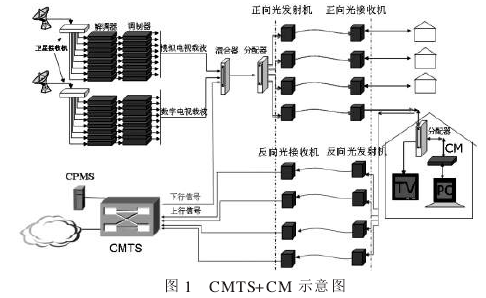 解调器
调制器
卫星接收机
模拟电视载波
数字电视载波
混合器
分配器
正向光发射机
正向光接收机
反向光接收机
反向光发射机
分配器
CM
TV
PC
CPMS
下行信号
上行信号
CMTS
图 1 CMTS+CM 示意图